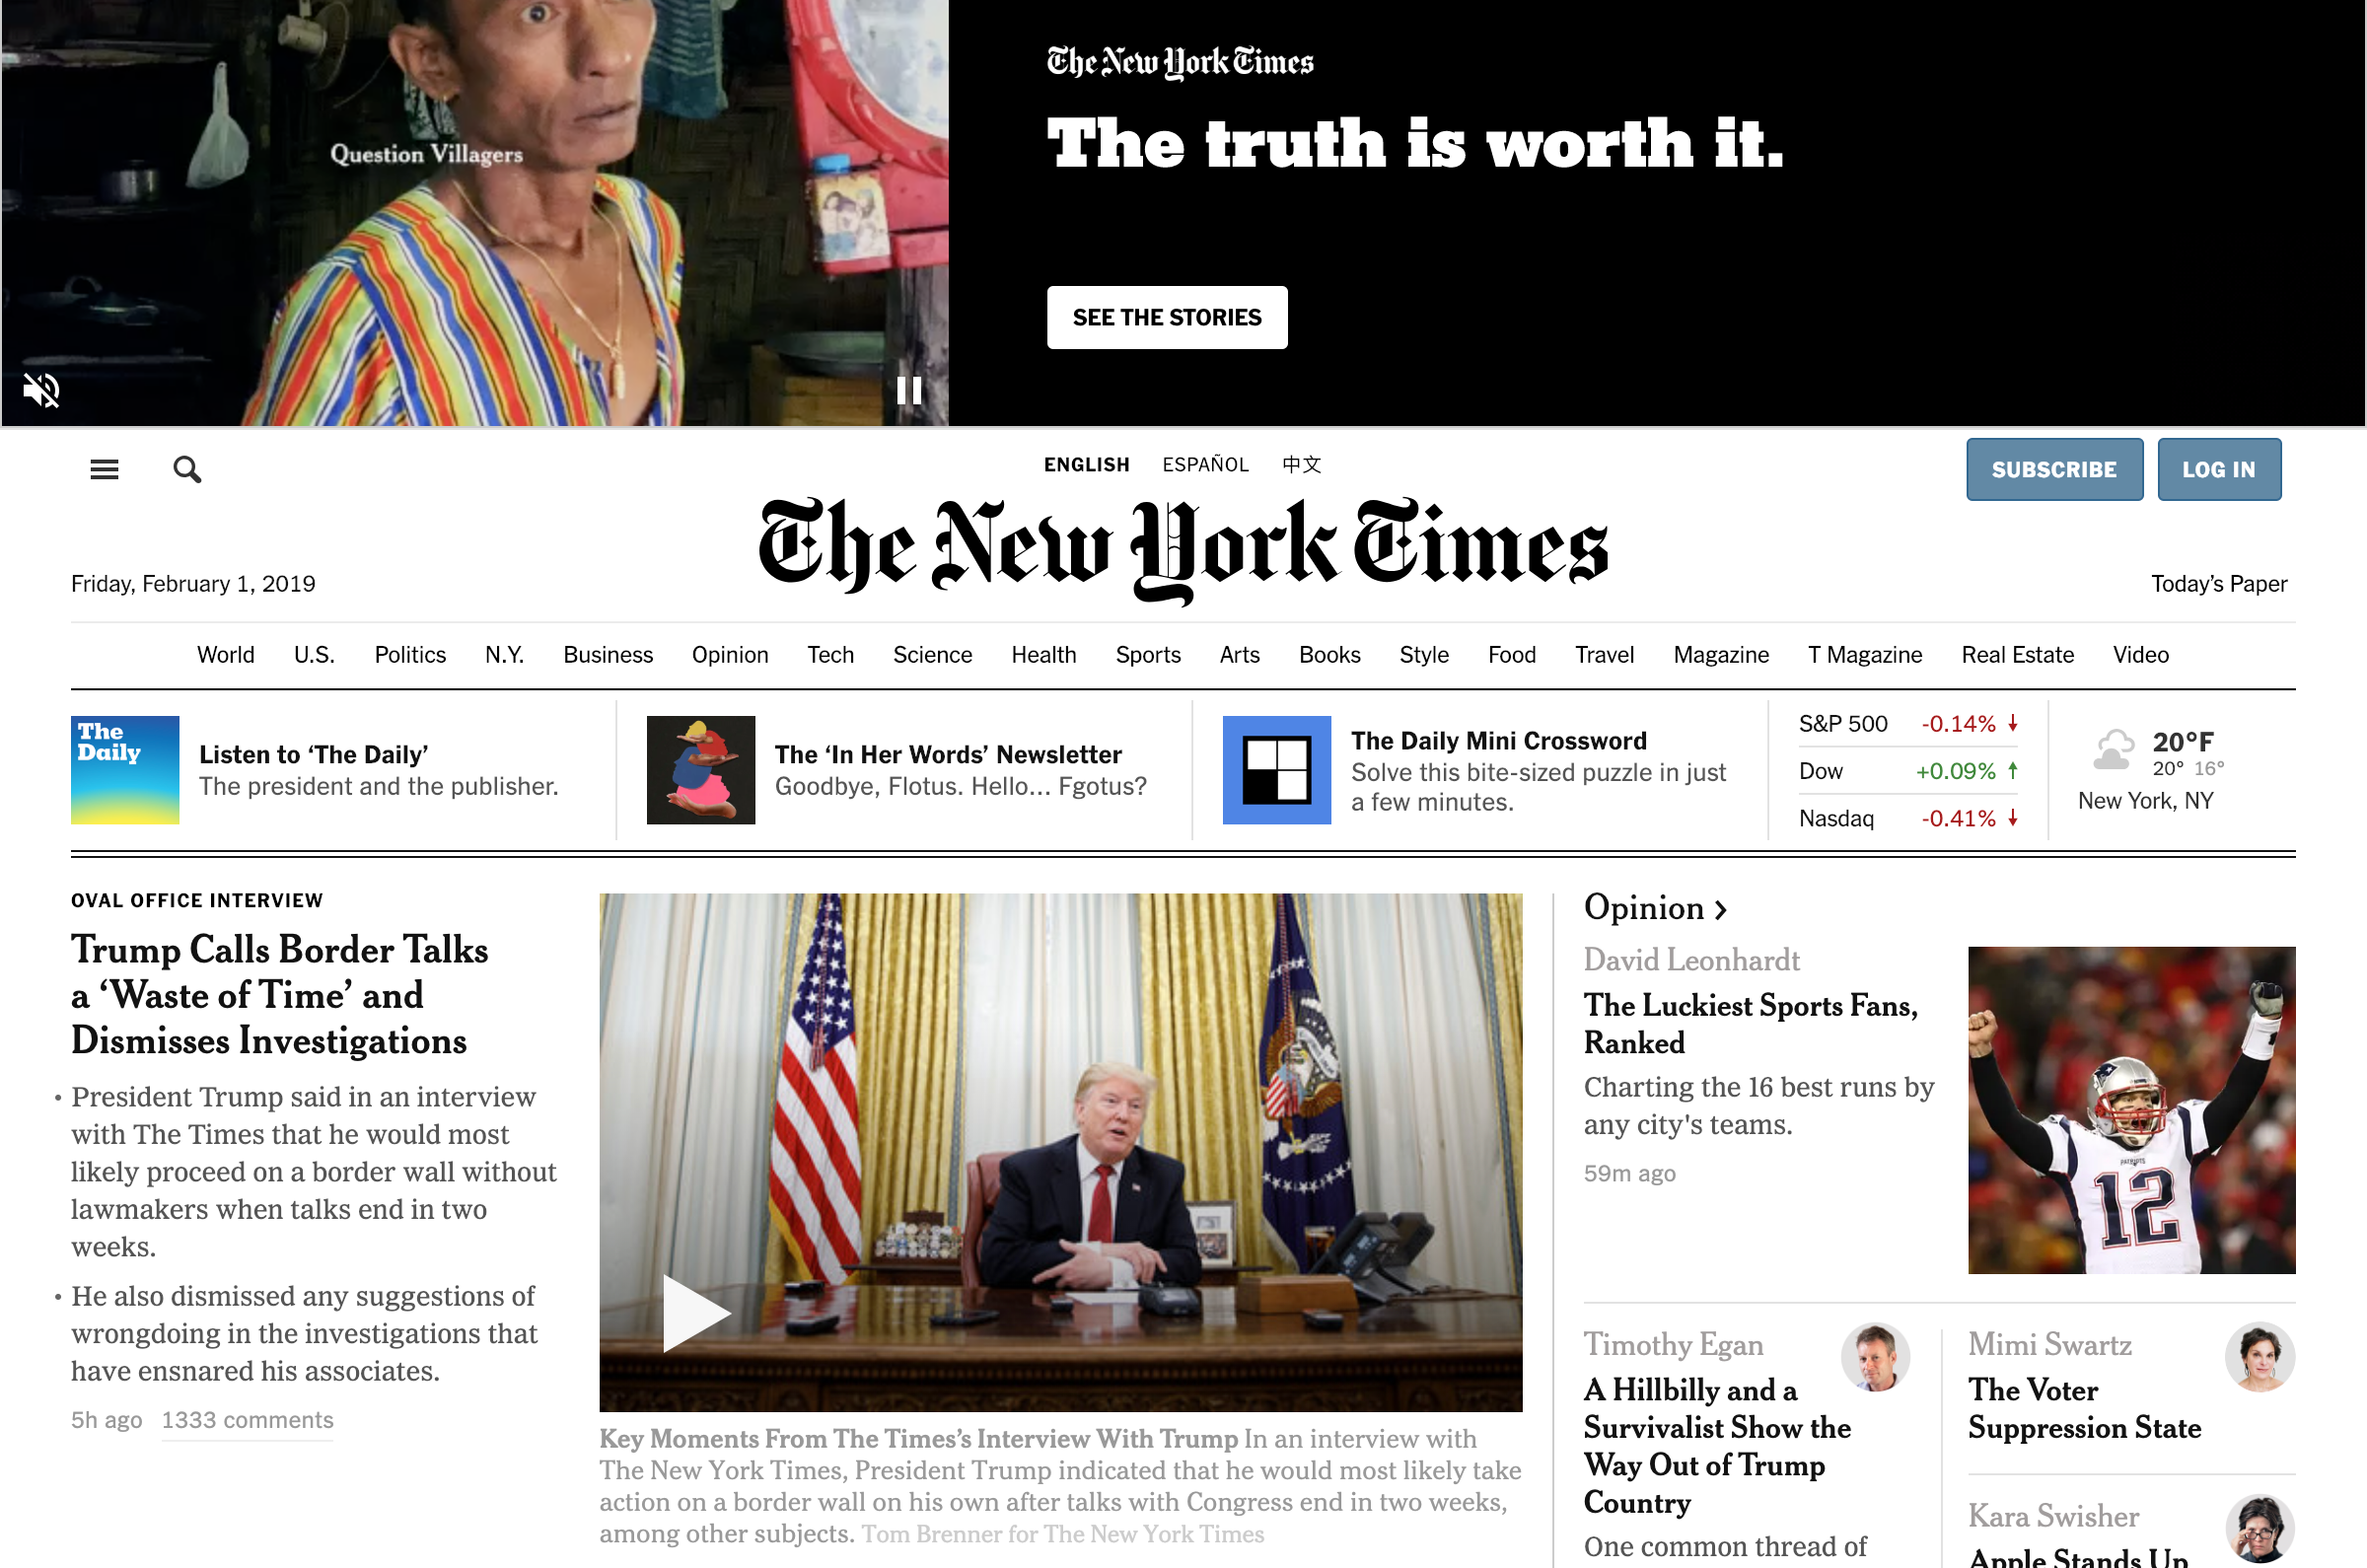 Question Villagers
The New York Times
The truth is worth it.
SEE THE STORIES
ENGLISH ESPAÑOL 中文
SUBSCRIBE LOG IN
The New York Times
Friday, February 1, 2019
Today’s Paper
World U.S. Politics N.Y. Business Opinion Tech Science Health Sports Arts Books Style Food Travel Magazine T Magazine Real Estate Video
The
Daily
Listen to ‘The Daily’
The president and the publisher.
The ‘In Her Words’ Newsletter
Goodbye, Flotus. Hello... Fgotus?
The Daily Mini Crossword
Solve this bite-sized puzzle in just
a few minutes.
S&P 500 -0.14%
Dow +0.09%
Nasdaq -0.41%
20°F
20° 16°
New York, NY
OVAL OFFICE INTERVIEW
Trump Calls Border Talks
a ‘Waste of Time’ and
Dismisses Investigations
• President Trump said in an interview
with The Times that he would most
likely proceed on a border wall without
lawmakers when talks end in two
weeks.
• He also dismissed any suggestions of
wrongdoing in the investigations that
have ensnared his associates.
5h ago 1333 comments
Key Moments From The Times’s Interview With Trump In an interview with
The New York Times, President Trump indicated that he would most likely take
action on a border wall on his own after talks with Congress end in two weeks,
among other subjects. Tom Brenner for The New York Times
Opinion
David Leonhardt
The Luckiest Sports Fans,
Ranked
Charting the 16 best runs by
any city's teams.
59m ago
PATRIOTS
12
Timothy Egan
A Hillbilly and a
Survivalist Show the
Way Out of Trump
Country
One common thread of
Mimi Swartz
The Voter
Suppression State
Kara Swisher
Apple Stands Up